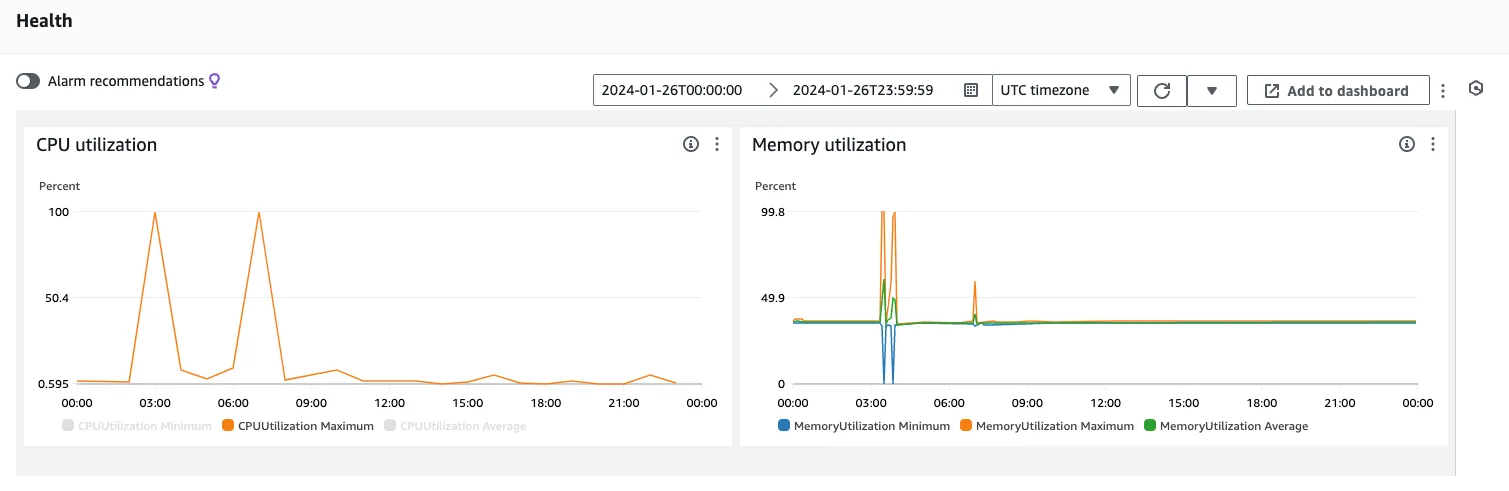 Health
Alarm recommendations
2024-01-26T00:00:00 2024-01-26T23:59:59 UTC timezone Add to dashboard
CPU utilization
Percent
100
50.4
0.595
00:00 03:00 06:00 09:00 12:00 15:00 18:00 21:00 00:00
CPUUtilization Minimum CPUUtilization Maximum CPUUtilization Average
Memory utilization
Percent
99.8
49.9
0
00:00 03:00 06:00 09:00 12:00 15:00 18:00 21:00 00:00
MemoryUtilization Minimum MemoryUtilization Maximum MemoryUtilization Average